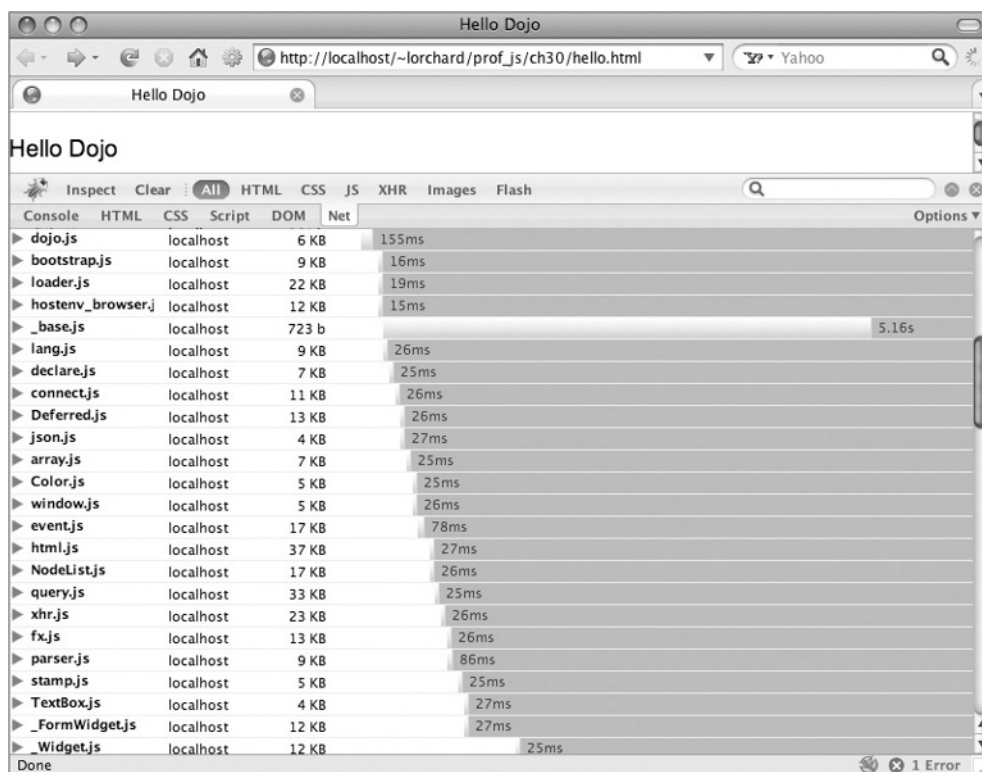 Hello Dojo
http://localhost/~lorchard/prof_js/ch30/hello.html Yahoo
Hello Dojo
Hello Dojo
Inspect Clear All HTML CSS JS XHR Images Flash
Console HTML CSS Script DOM Net Options
dojo.js localhost 6 KB 155ms
bootstrap.js localhost 9 KB 16ms
loader.js localhost 22 KB 19ms
hostenv_browser.j localhost 12 KB 15ms
_base.js localhost 723 b 5.16s
lang.js localhost 9 KB 26ms
declare.js localhost 7 KB 25ms
connect.js localhost 11 KB 26ms
Deferred.js localhost 13 KB 26ms
json.js localhost 4 KB 27ms
array.js localhost 7 KB 25ms
Color.js localhost 5 KB 25ms
window.js localhost 5 KB 26ms
event.js localhost 17 KB 78ms
html.js localhost 37 KB 27ms
NodeList.js localhost 17 KB 26ms
query.js localhost 33 KB 25ms
xhr.js localhost 23 KB 26ms
fx.js localhost 13 KB 26ms
parser.js localhost 9 KB 86ms
stamp.js localhost 5 KB 25ms
TextBox.js localhost 4 KB 27ms
_FormWidget.js localhost 12 KB 27ms
_Widget.js localhost 12 KB 25ms
Done 1 Error